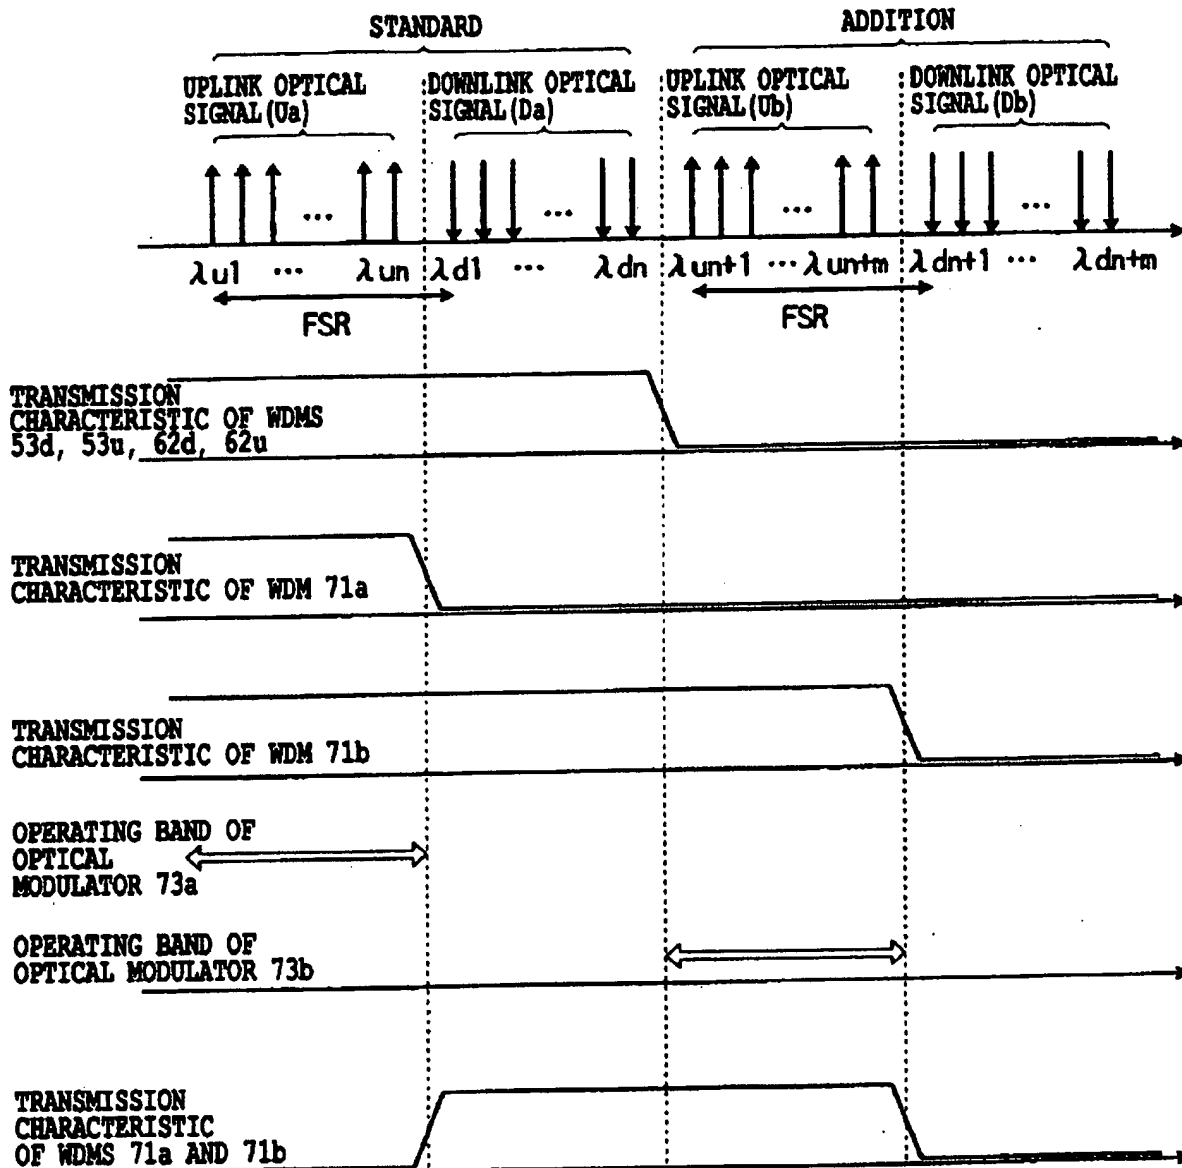 STANDARD
ADDITION
UPLINK OPTICAL
SIGNAL(Ua)
DOWNLINK OPTICAL
SIGNAL(Da)
UPLINK OPTICAL
SIGNAL(Ub)
DOWNLINK OPTICAL
SIGNAL(Db)
... ... ... ...
λu1 ... λun λd1 ... λdn λun+1 ... λun+m λdn+1 ... λdn+m
FSR FSR
TRANSMISSION
CHARACTERISTIC OF WDMS
53d, 53u, 62d, 62u
TRANSMISSION
CHARACTERISTIC OF WDM 71a
TRANSMISSION
CHARACTERISTIC OF WDM 71b
OPERATING BAND OF
OPTICAL
MODULATOR 73a
OPERATING BAND OF
OPTICAL MODULATOR 73b
TRANSMISSION
CHARACTERISTIC
OF WDMS 71a AND 71b